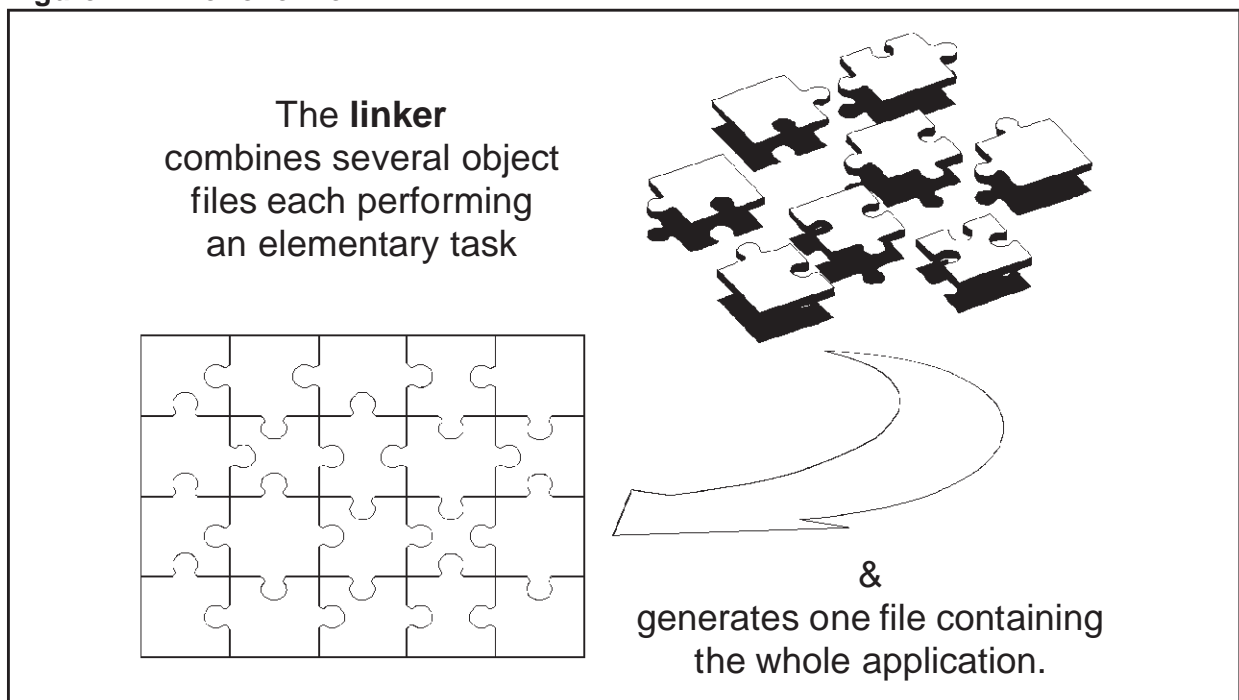 The linker
combines several object
files each performing
an elementary task
&
generates one file containing
the whole application.